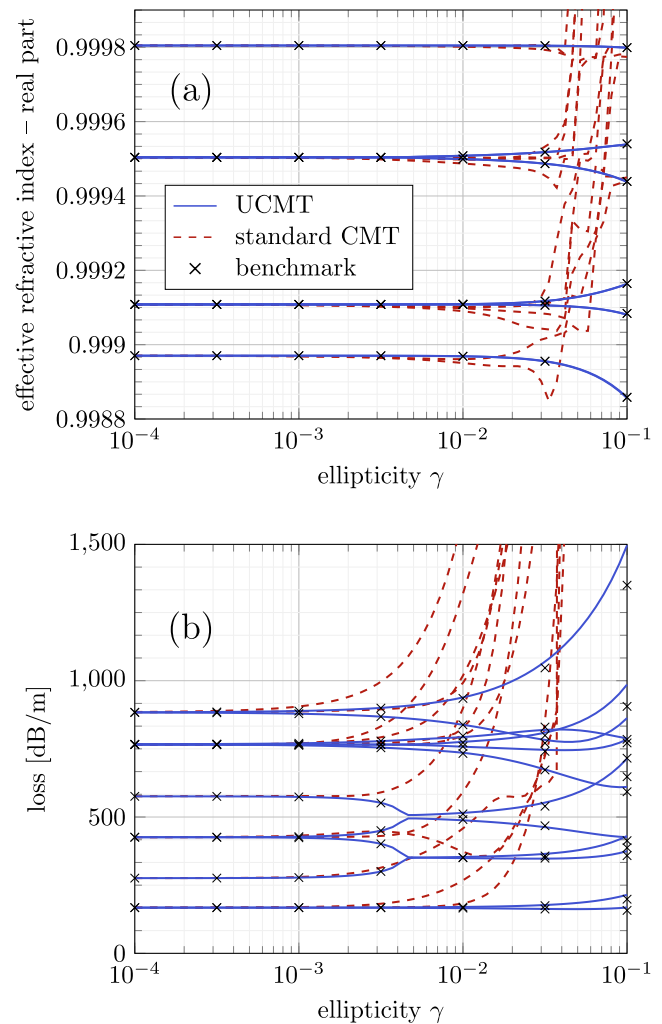 effective refractive index – real part
0.9998
0.9996
0.9994
0.9992
0.999
0.9988
(a)
UCMT
standard CMT
benchmark
10⁻⁴
10⁻³
10⁻²
10⁻¹
ellipticity γ
loss [dB/m]
1,500
1,000
500
0
(b)
10⁻⁴
10⁻³
10⁻²
10⁻¹
ellipticity γ